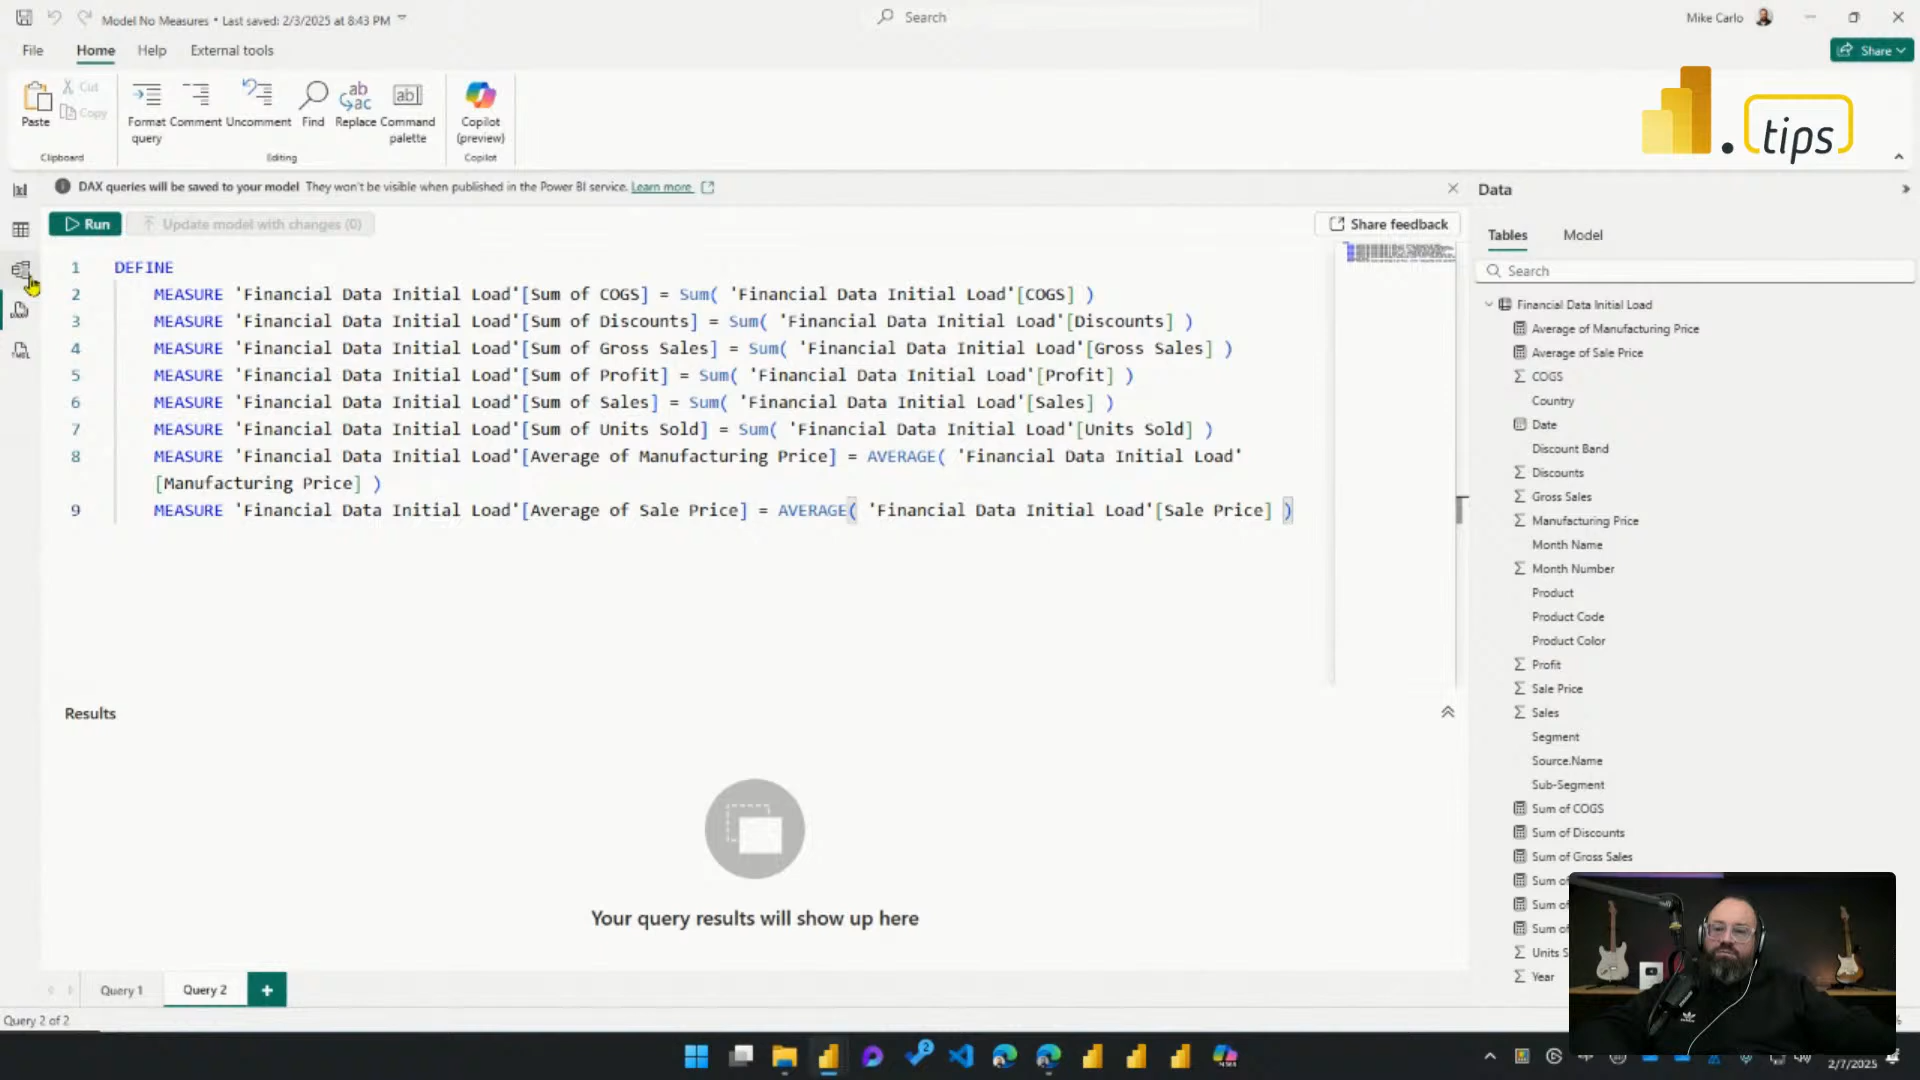 Model No Measures • Last saved: 2/3/2025 at 8:43 PM
Search
Mike Carlo
File
Home
Help
External tools
Share
Paste
Cut
Copy
Format query
Comment
Uncomment
Find
Replace
Command palette
Copilot (preview)
Clipboard
Editing
Copilot
.tips
DAX queries will be saved to your model They won't be visible when published in the Power BI service. Learn more
Run
Update model with changes (0)
Share feedback
1 DEFINE
2 MEASURE 'Financial Data Initial Load'[Sum of COGS] = Sum( 'Financial Data Initial Load'[COGS] )
3 MEASURE 'Financial Data Initial Load'[Sum of Discounts] = Sum( 'Financial Data Initial Load'[Discounts] )
4 MEASURE 'Financial Data Initial Load'[Sum of Gross Sales] = Sum( 'Financial Data Initial Load'[Gross Sales] )
5 MEASURE 'Financial Data Initial Load'[Sum of Profit] = Sum( 'Financial Data Initial Load'[Profit] )
6 MEASURE 'Financial Data Initial Load'[Sum of Sales] = Sum( 'Financial Data Initial Load'[Sales] )
7 MEASURE 'Financial Data Initial Load'[Sum of Units Sold] = Sum( 'Financial Data Initial Load'[Units Sold] )
8 MEASURE 'Financial Data Initial Load'[Average of Manufacturing Price] = AVERAGE( 'Financial Data Initial Load'
[Manufacturing Price] )
9 MEASURE 'Financial Data Initial Load'[Average of Sale Price] = AVERAGE( 'Financial Data Initial Load'[Sale Price] )
Results
Your query results will show up here
Query 1
Query 2
Query 2 of 2
Data
Tables
Model
Search
Financial Data Initial Load
Average of Manufacturing Price
Average of Sale Price
COGS
Country
Date
Discount Band
Discounts
Gross Sales
Manufacturing Price
Month Name
Month Number
Product
Product Code
Product Color
Profit
Sale Price
Sales
Segment
Source.Name
Sub-Segment
Sum of COGS
Sum of Discounts
Sum of Gross Sales
Sum of
Sum of
Sum of
Units S
Year
2/7/2025